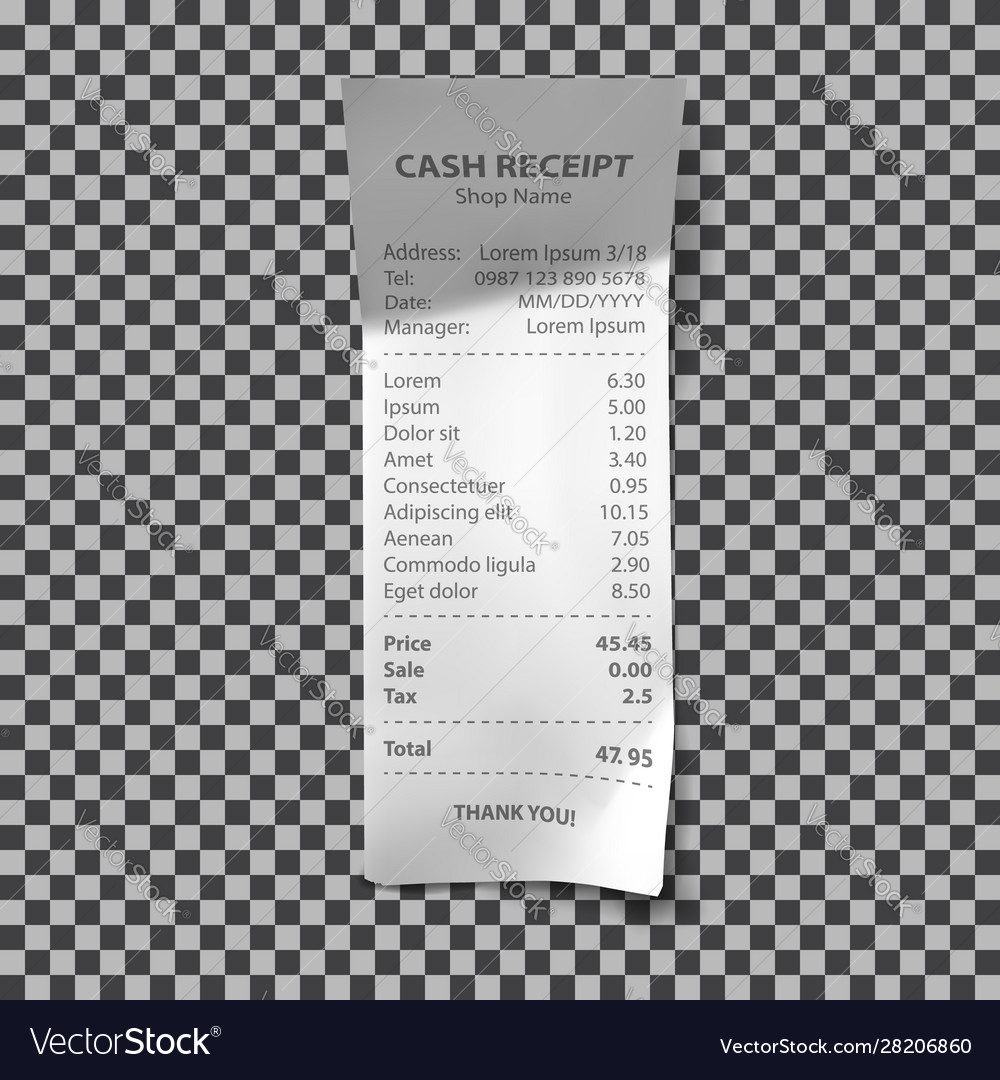 CASH RECEIPT
Shop Name
Address: Lorem Ipsum 3/18
Tel: 0987 123 890 5678
Date: MM/DD/YYYY
Manager: Lorem Ipsum
Lorem 6.30
Ipsum 5.00
Dolor sit 1.20
Amet 3.40
Consectetuer 0.95
Adipiscing elit 10.15
Aenean 7.05
Commodo ligula 2.90
Eget dolor 8.50
Price 45.45
Sale 0.00
Tax 2.5
Total 47.95
THANK YOU!
VectorStock®
VectorStock.com/28206860